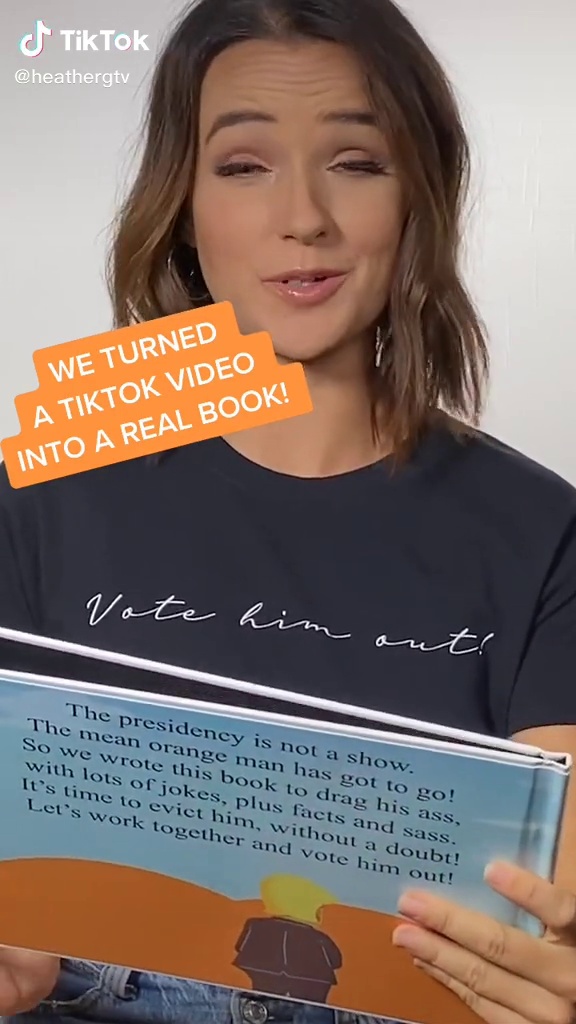 TikTok
@heathergtv
WE TURNED
A TIKTOK VIDEO
INTO A REAL BOOK!
Vote him out!
The presidency is not a show.
The mean orange man has got to go!
So we wrote this book to drag his ass,
with lots of jokes, plus facts and sass.
It's time to evict him, without a doubt!
Let's work together and vote him out!